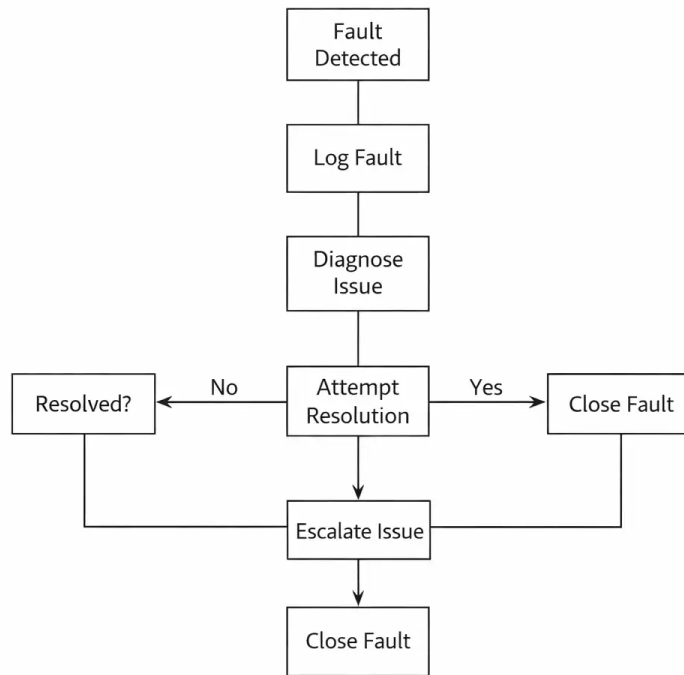 Fault
Detected
Log Fault
Diagnose
Issue
No
Attempt
Resolution
Yes
Resolved?
Close Fault
Escalate Issue
Close Fault